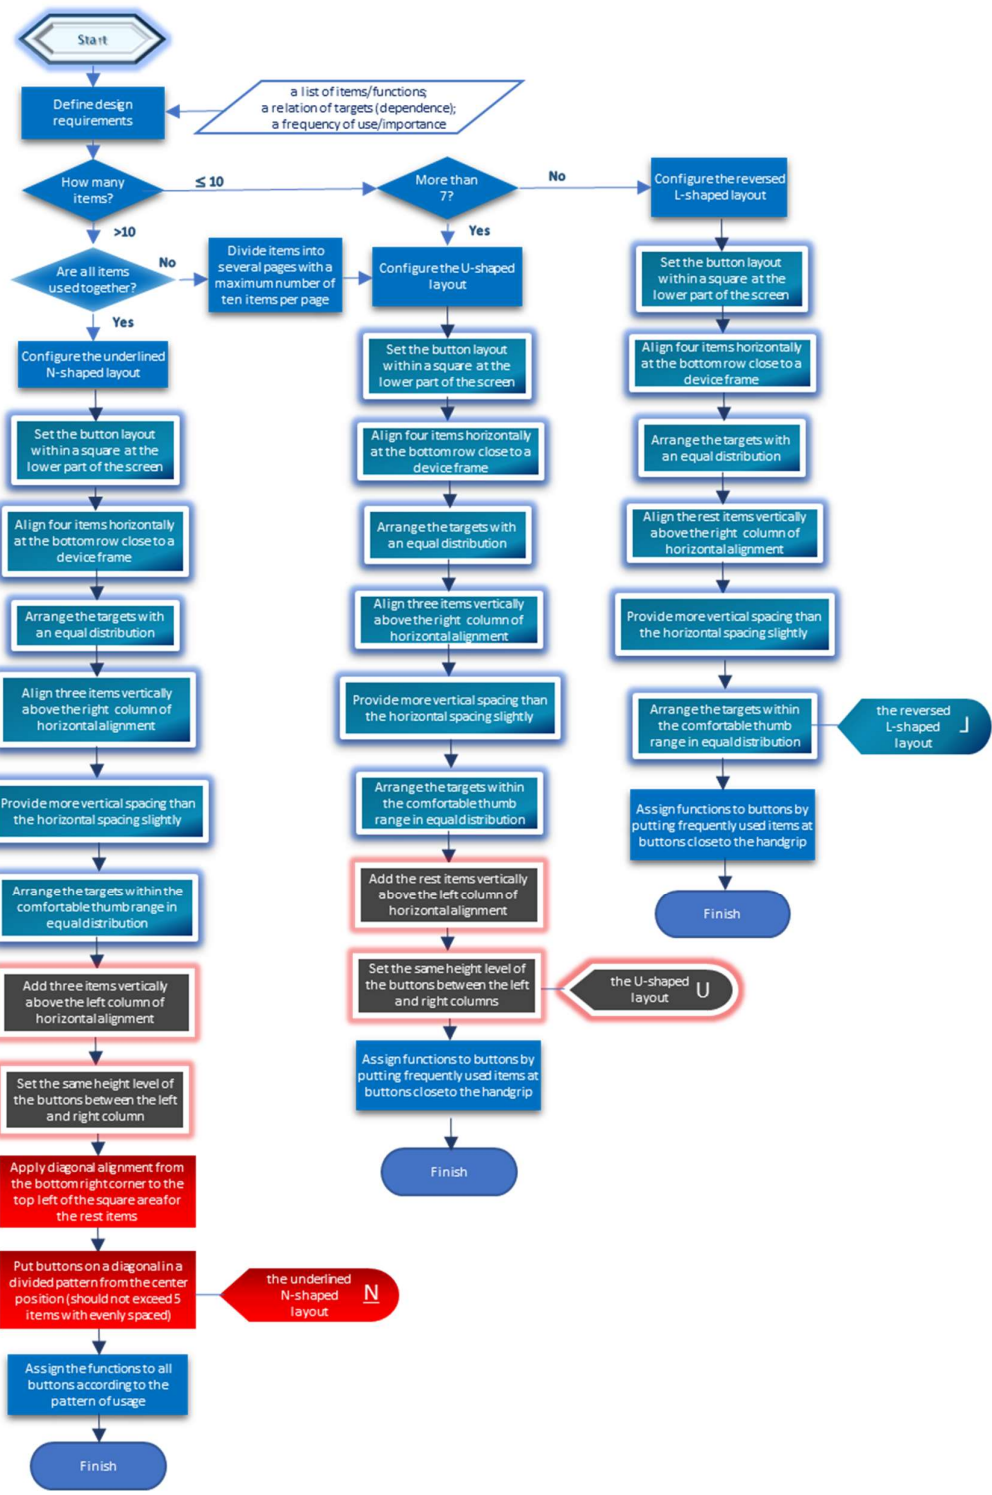 Start
Define design
requirements
a list of items/functions;
a relation of targets (dependence);
a frequency of use/importance
How many
items?
≤ 10
More than
7?
No
Configure the reversed
L-shaped layout
>10
Yes
Are all items
used together?
No
Divide items into
several pages with a
maximum number of
ten items per page
Configure the U-shaped
layout
Yes
Configure the underlined
N-shaped layout
Set the button layout
within a square at the
lower part of the screen
Align four items horizontally
at the bottom row close to a
device frame
Arrange the targets with
an equal distribution
Align three items vertically
above the right column of
horizontal alignment
Provide more vertical spacing than
the horizontal spacing slightly
Arrange the targets within the
comfortable thumb range in
equal distribution
Add three items vertically
above the left column of
horizontal alignment
Set the same height level of
the buttons between the left
and right column
Apply diagonal alignment from
the bottom right corner to the
top left of the square area for
the rest items
Put buttons on a diagonal in a
divided pattern from the center
position (should not exceed 5
items with evenly spaced)
the underlined
N-shaped
layout
N
Assign the functions to all
buttons according to the
pattern of usage
Finish
Set the button layout
within a square at the
lower part of the screen
Align four items horizontally
at the bottom row close to a
device frame
Arrange the targets with
an equal distribution
Align three items vertically
above the right column of
horizontal alignment
Provide more vertical spacing than
the horizontal spacing slightly
Arrange the targets within
the comfortable thumb
range in equal distribution
Add the rest items vertically
above the left column of
horizontal alignment
Set the same height level of
the buttons between the left
and right columns
the U-shaped
layout
U
Assign functions to buttons by
putting frequently used items at
buttons close to the handgrip
Finish
Set the button layout
within a square at the
lower part of the screen
Align four items horizontally
at the bottom row close to a
device frame
Arrange the targets with
an equal distribution
Align the rest items vertically
above the right column of
horizontal alignment
Provide more vertical spacing than
the horizontal spacing slightly
Arrange the targets within
the comfortable thumb
range in equal distribution
the reversed
L-shaped
layout
⅃
Assign functions to buttons by
putting frequently used items at
buttons close to the handgrip
Finish